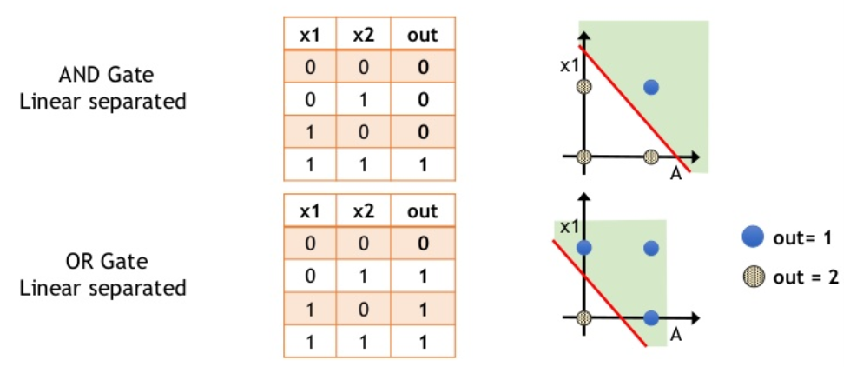 AND Gate
Linear separated
x1 x2 out
0 0 0
0 1 0
1 0 0
1 1 1
x1
A
OR Gate
Linear separated
x1 x2 out
0 0 0
0 1 1
1 0 1
1 1 1
x1
A
out= 1
out = 2